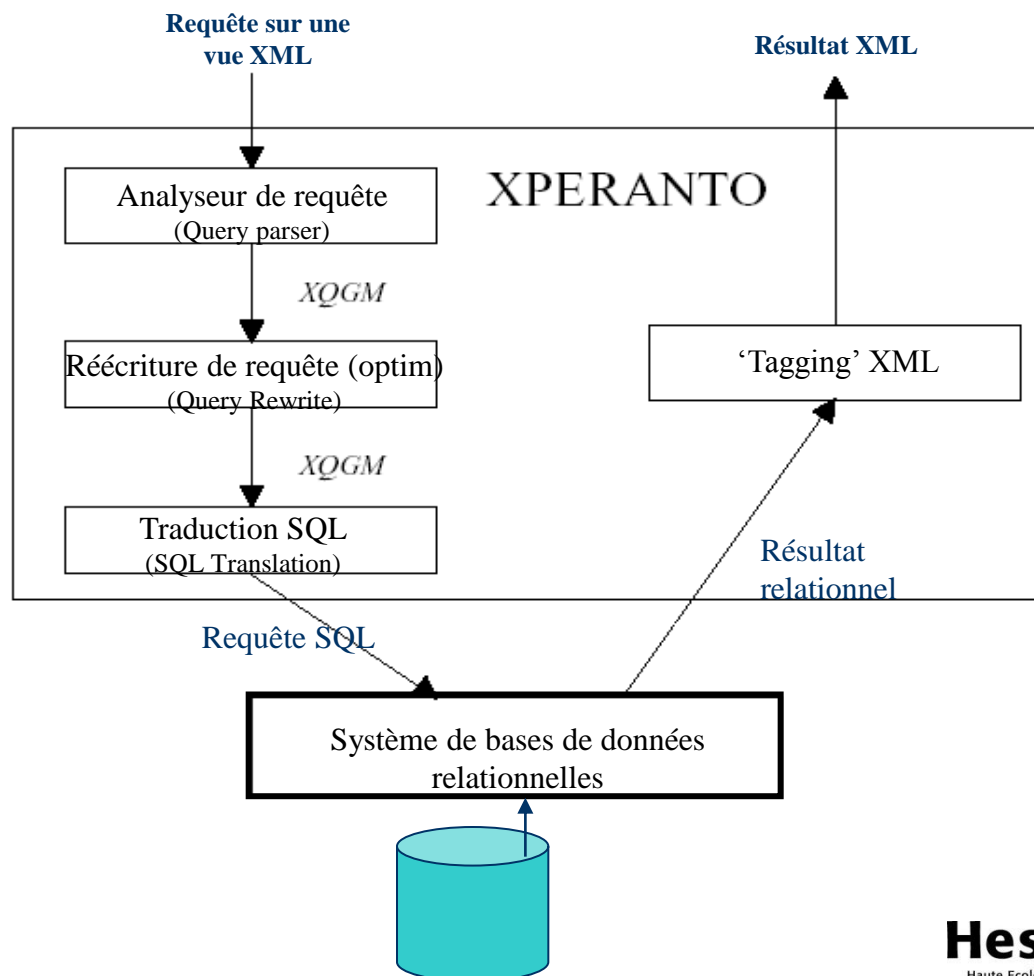 Requête sur une
vue XML
Résultat XML
XPERANTO
Analyseur de requête
(Query parser)
XQGM
Réécriture de requête (optim)
(Query Rewrite)
XQGM
Traduction SQL
(SQL Translation)
‘Tagging’ XML
Résultat
relationnel
Requête SQL
Système de bases de données
relationnelles
Hes
Haute Ecol